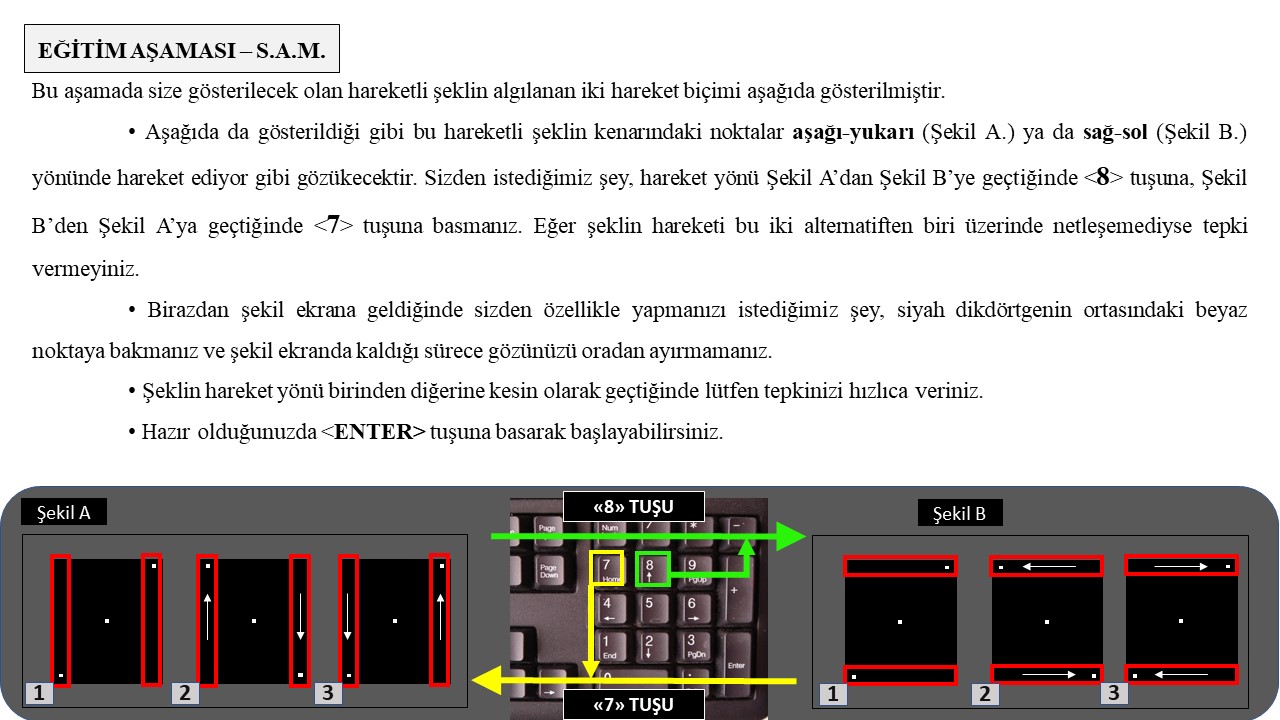 EĞİTİM AŞAMASI – S.A.M.
Bu aşamada size gösterilecek olan hareketli şeklin algılanan iki hareket biçimi aşağıda gösterilmiştir.
• Aşağıda da gösterildiği gibi bu hareketli şeklin kenarındaki noktalar aşağı-yukarı (Şekil A.) ya da sağ-sol (Şekil B.)
yönünde hareket ediyor gibi gözükecektir. Sizden istediğimiz şey, hareket yönü Şekil A’dan Şekil B’ye geçtiğinde <8> tuşuna, Şekil
B’den Şekil A’ya geçtiğinde <7> tuşuna basmanız. Eğer şeklin hareketi bu iki alternatiften biri üzerinde netleşemediyse tepki
vermeyiniz.
• Birazdan şekil ekrana geldiğinde sizden özellikle yapmanızı istediğimiz şey, siyah dikdörtgenin ortasındaki beyaz
noktaya bakmanız ve şekil ekranda kaldığı sürece gözünüzü oradan ayırmamanız.
• Şeklin hareket yönü birinden diğerine kesin olarak geçtiğinde lütfen tepkinizi hızlıca veriniz.
• Hazır olduğunuzda <ENTER> tuşuna basarak başlayabilirsiniz.
Şekil A
«8» TUŞU
Şekil B
Page
Num
/
*
–
Page
Down
7
Home
8
9
PgUp
+
4
5
6
1
End
2
3
PgDn
Enter
0
.
1
2
3
«7» TUŞU
1
2
3